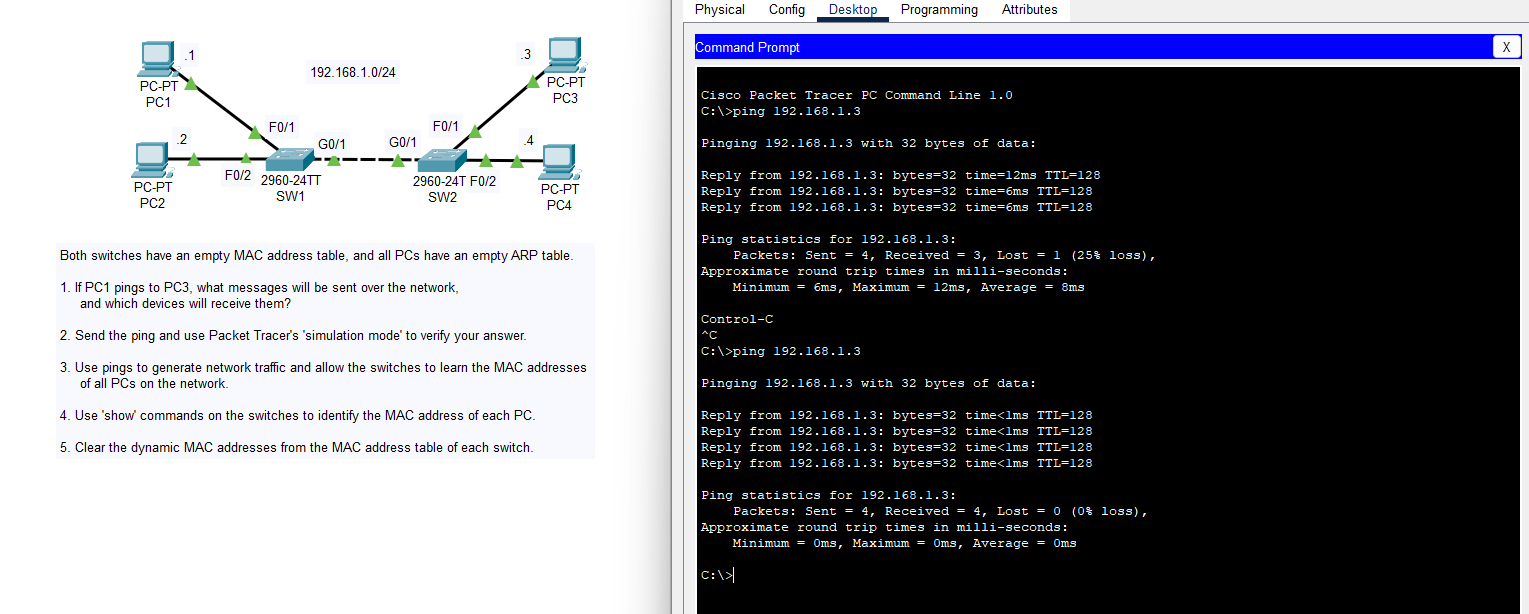 .1
.3
192.168.1.0/24
PC-PT
PC1
PC-PT
PC3
F0/1
F0/1
.2
G0/1
G0/1
.4
F0/2
2960-24TT
SW1
2960-24T F0/2
SW2
PC-PT
PC2
PC-PT
PC4
Both switches have an empty MAC address table, and all PCs have an empty ARP table.
1. If PC1 pings to PC3, what messages will be sent over the network,
and which devices will receive them?
2. Send the ping and use Packet Tracer's 'simulation mode' to verify your answer.
3. Use pings to generate network traffic and allow the switches to learn the MAC addresses
of all PCs on the network.
4. Use 'show' commands on the switches to identify the MAC address of each PC.
5. Clear the dynamic MAC addresses from the MAC address table of each switch.
Physical Config Desktop Programming Attributes
Command Prompt X
Cisco Packet Tracer PC Command Line 1.0
C:\>ping 192.168.1.3
Pinging 192.168.1.3 with 32 bytes of data:
Reply from 192.168.1.3: bytes=32 time=12ms TTL=128
Reply from 192.168.1.3: bytes=32 time=6ms TTL=128
Reply from 192.168.1.3: bytes=32 time=6ms TTL=128
Ping statistics for 192.168.1.3:
Packets: Sent = 4, Received = 3, Lost = 1 (25% loss),
Approximate round trip times in milli-seconds:
Minimum = 6ms, Maximum = 12ms, Average = 8ms
Control-C
^C
C:\>ping 192.168.1.3
Pinging 192.168.1.3 with 32 bytes of data:
Reply from 192.168.1.3: bytes=32 time<1ms TTL=128
Reply from 192.168.1.3: bytes=32 time<1ms TTL=128
Reply from 192.168.1.3: bytes=32 time<1ms TTL=128
Reply from 192.168.1.3: bytes=32 time<1ms TTL=128
Ping statistics for 192.168.1.3:
Packets: Sent = 4, Received = 4, Lost = 0 (0% loss),
Approximate round trip times in milli-seconds:
Minimum = 0ms, Maximum = 0ms, Average = 0ms
C:\>